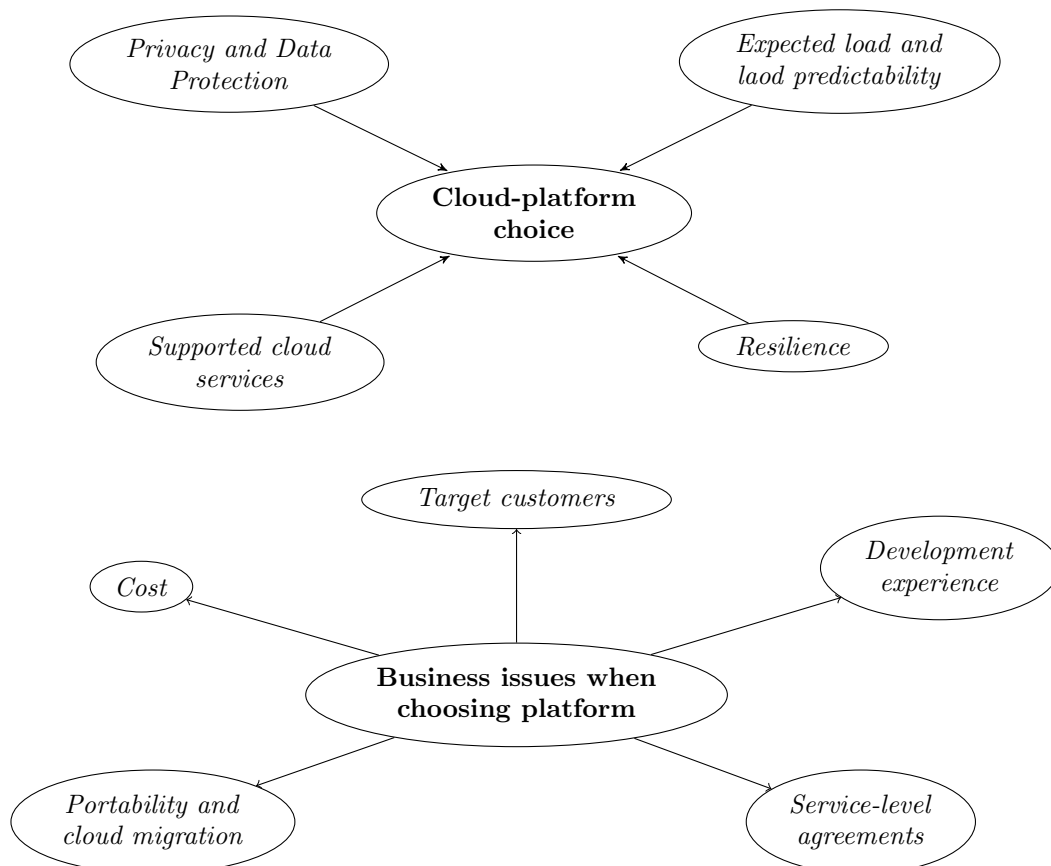 Privacy and Data
Protection
Expected load and
laod predictability
Cloud-platform
choice
Supported cloud
services
Resilience
Target customers
Development
experience
Cost
Business issues when
choosing platform
Portability and
cloud migration
Service-level
agreements